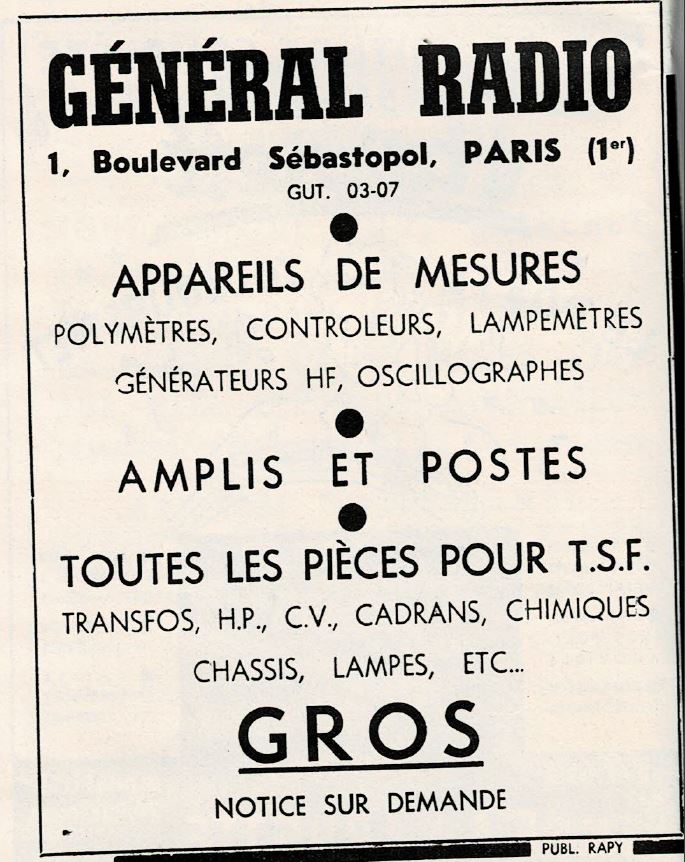 GÉNÉRAL RADIO
1, Boulevard Sébastopol, PARIS (1er)
GUT. 03-07
APPAREILS DE MESURES
POLYMÈTRES, CONTROLEURS, LAMPEMÈTRES
GÉNÉRATEURS HF, OSCILLOGRAPHES
AMPLIS ET POSTES
TOUTES LES PIÈCES POUR T.S.F.
TRANSFOS, H.P., C.V., CADRANS, CHIMIQUES
CHASSIS, LAMPES, ETC...
GROS
NOTICE SUR DEMANDE
PUBL. RAPY